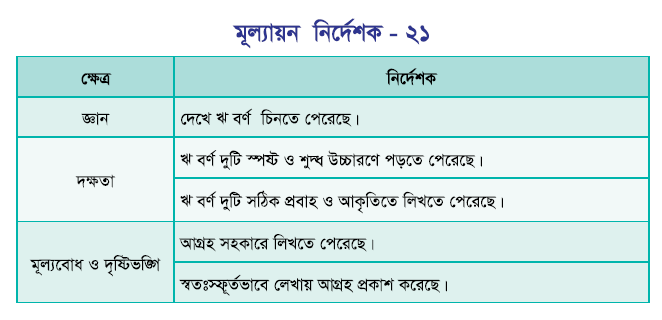 মূল্যায়ন নির্দেশক - ২১
ক্ষেত্র নির্দেশক
জ্ঞান দেখে ঋ বর্ণ চিনতে পেরেছে।
দক্ষতা ঋ বর্ণ দুটি স্পষ্ট ও শুদ্ধ উচ্চারণে পড়তে পেরেছে।
ঋ বর্ণ দুটি সঠিক প্রবাহ ও আকৃতিতে লিখতে পেরেছে।
মূল্যবোধ ও দৃষ্টিভঙ্গি আগ্রহ সহকারে লিখতে পেরেছে।
স্বতঃস্ফূর্তভাবে লেখায় আগ্রহ প্রকাশ করেছে।